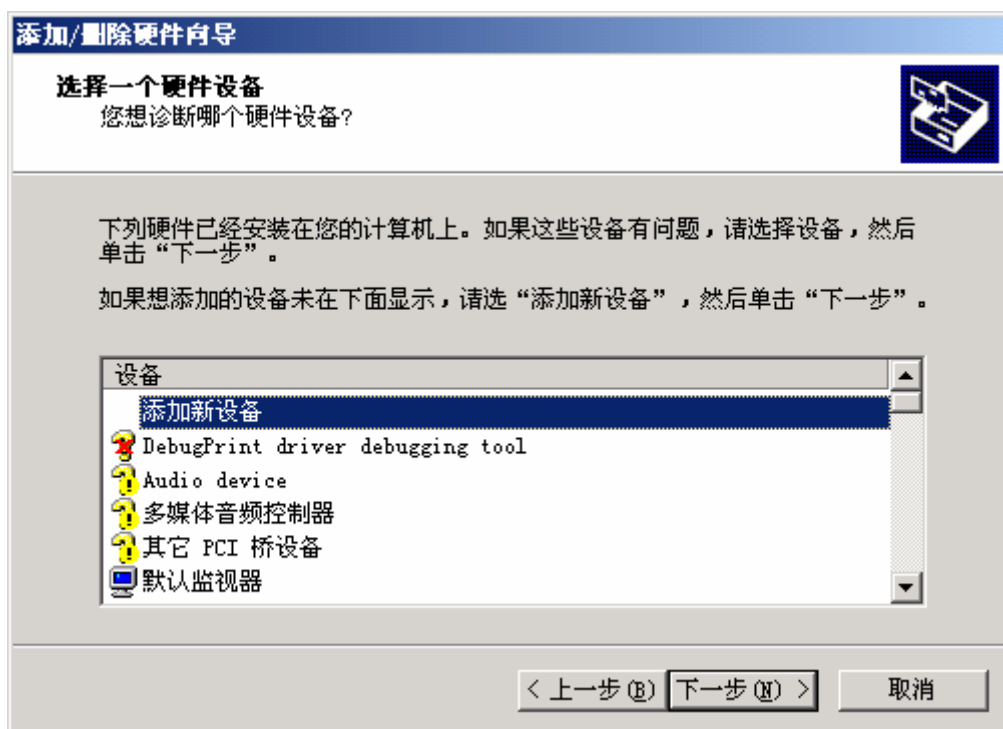 添加/删除硬件向导
选择一个硬件设备
您想诊断哪个硬件设备?
下列硬件已经安装在您的计算机上。如果这些设备有问题，请选择设备，然后
单击“下一步”。
如果想添加的设备未在下面显示，请选“添加新设备”，然后单击“下一步”。
设备
添加新设备
DebugPrint driver debugging tool
Audio device
多媒体音频控制器
其它 PCI 桥设备
默认监视器
< 上一步(B) 下一步(N) > 取消